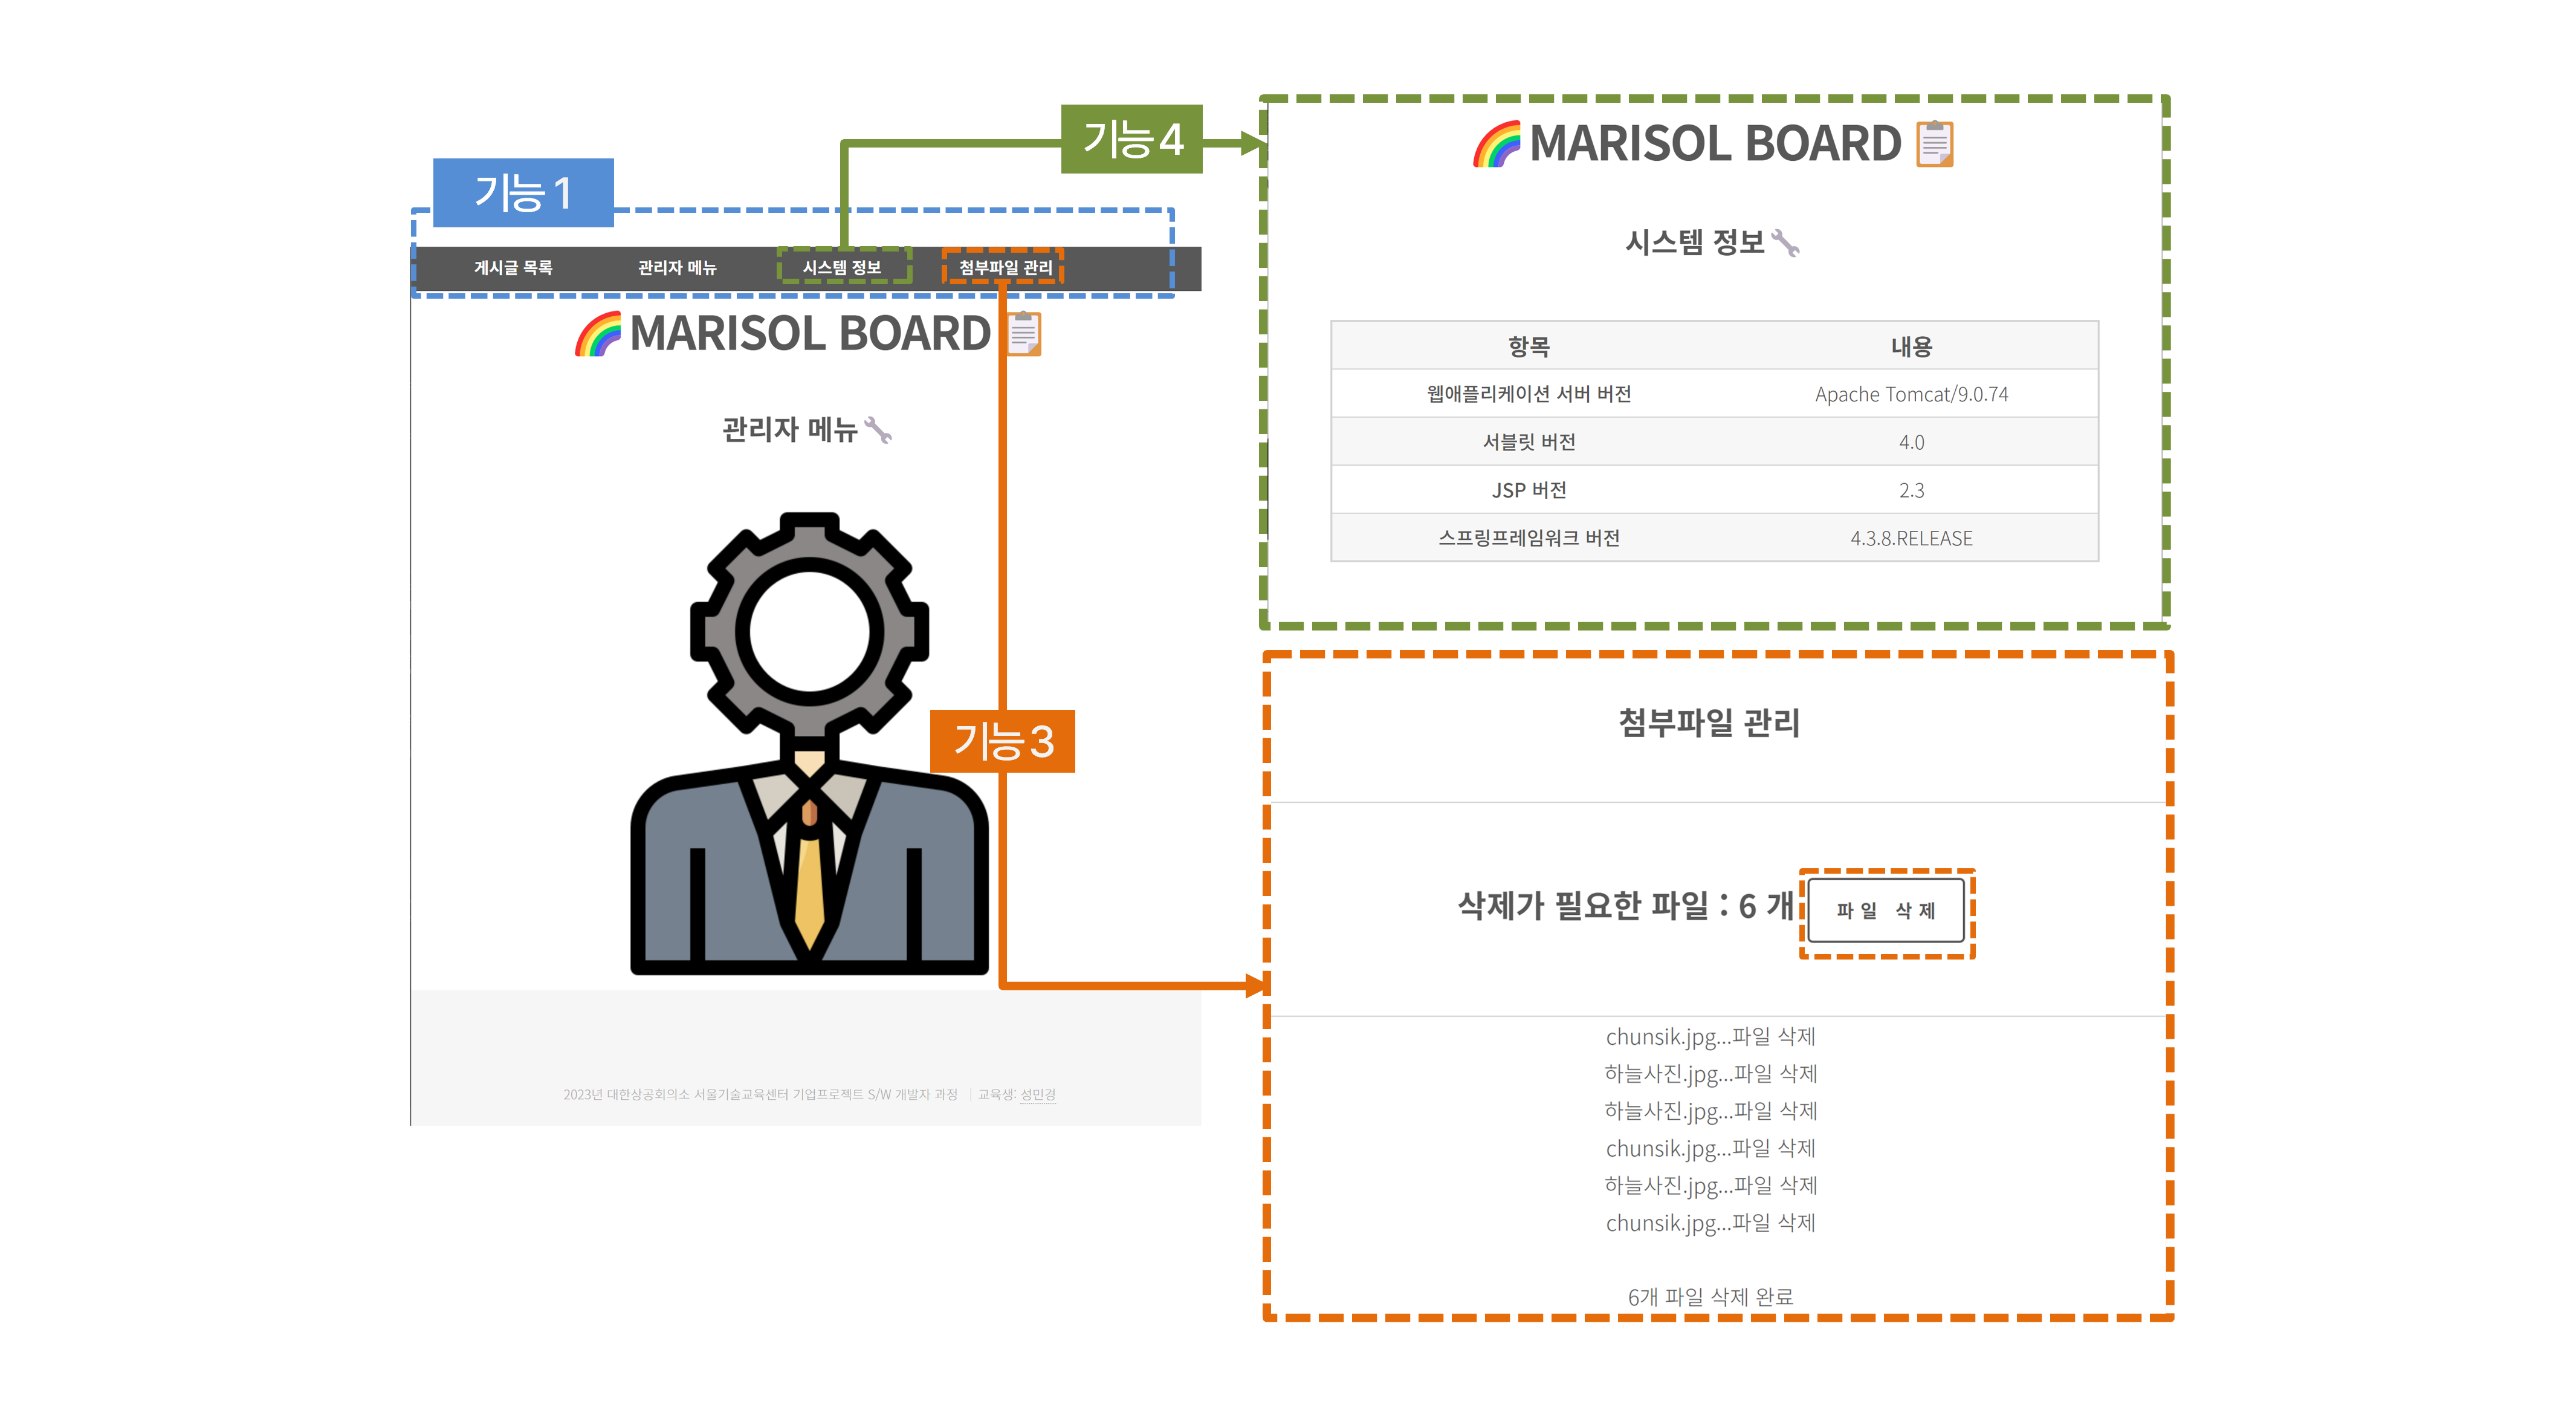 기능 1
게시글 목록 관리자 메뉴 시스템 정보 첨부파일 관리
MARISOL BOARD
관리자 메뉴
기능 3
2023년 대한상공회의소 서울기술교육센터 기업프로젝트 S/W 개발자 과정 | 교육생: 성민경
기능 4
MARISOL BOARD
시스템 정보
항목 내용
웹애플리케이션 서버 버전 Apache Tomcat/9.0.74
서블릿 버전 4.0
JSP 버전 2.3
스프링프레임워크 버전 4.3.8.RELEASE
첨부파일 관리
삭제가 필요한 파일 : 6 개 파일 삭제
chunsik.jpg...파일 삭제
하늘사진.jpg...파일 삭제
하늘사진.jpg...파일 삭제
chunsik.jpg...파일 삭제
하늘사진.jpg...파일 삭제
chunsik.jpg...파일 삭제
6개 파일 삭제 완료